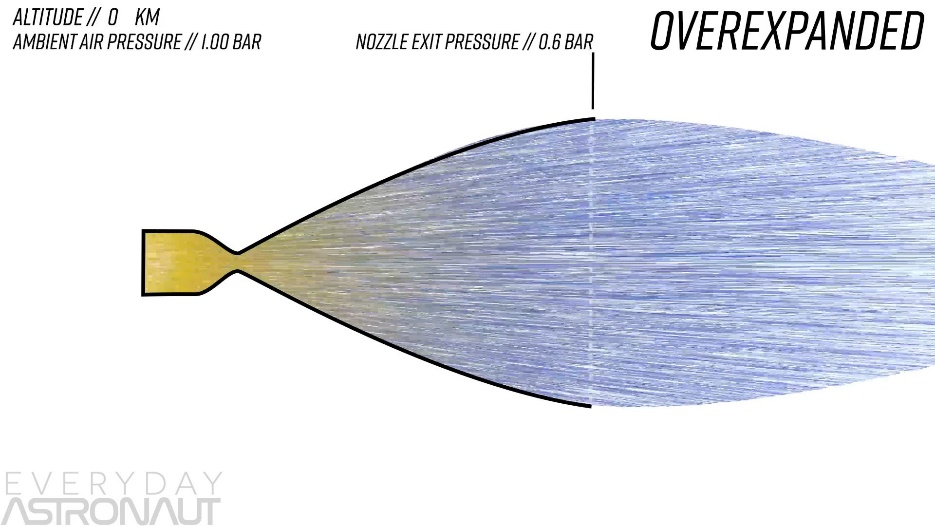 ALTITUDE // 0 KM
AMBIENT AIR PRESSURE // 1.00 BAR
NOZZLE EXIT PRESSURE // 0.6 BAR
OVEREXPANDED
EVERYDAY
ASTRONAUT